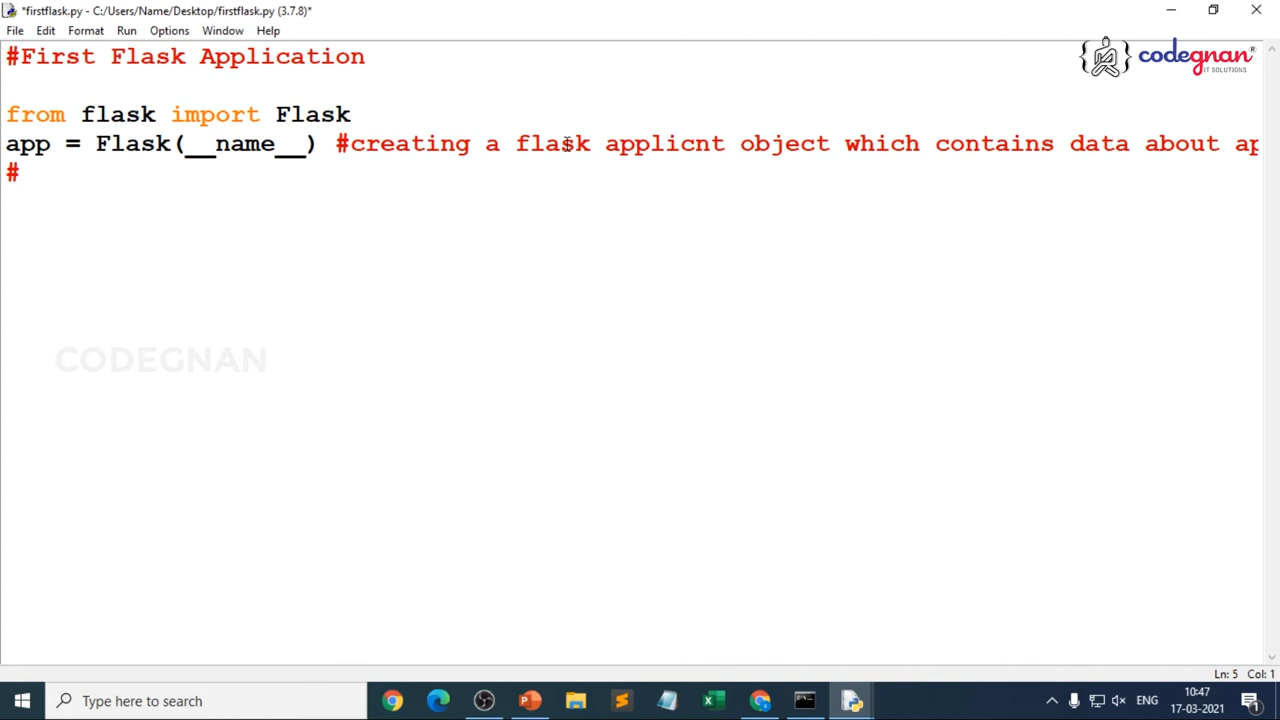 *firstflask.py - C:/Users/Name/Desktop/firstflask.py (3.7.8)*
File Edit Format Run Options Window Help
codegnan
IT SOLUTIONS
#First Flask Application
from flask import Flask
app = Flask(__name__) #creating a flask applicnt object which contains data about ap
#
CODEGNAN
Ln: 5 Col: 1
Type here to search
ENG
10:47
17-03-2021
1